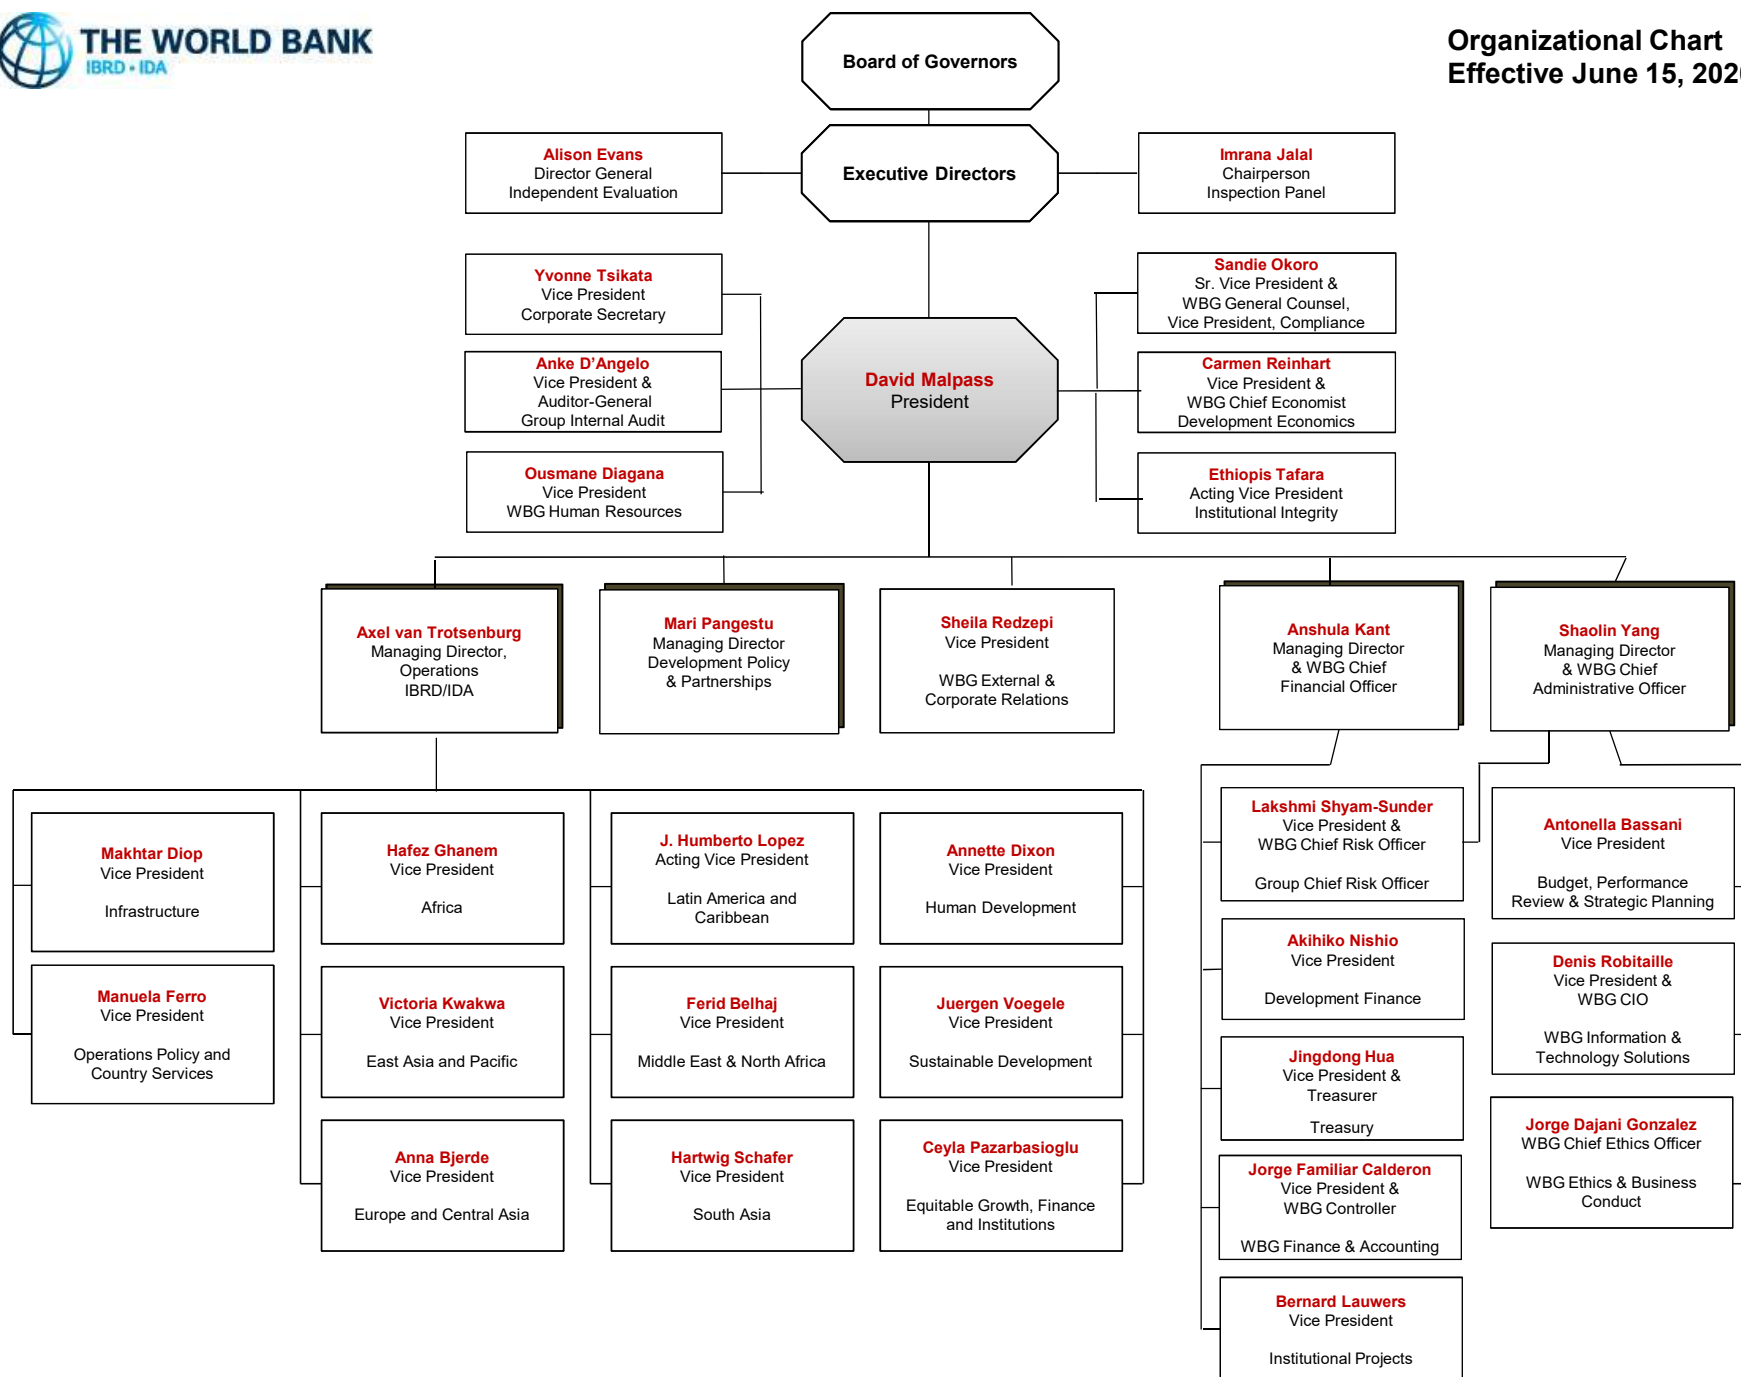 THE WORLD BANK
IBRD • IDA
Organizational Chart
Effective June 15, 202
Board of Governors
Executive Directors
Alison Evans
Director General
Independent Evaluation
Imrana Jalal
Chairperson
Inspection Panel
Yvonne Tsikata
Vice President
Corporate Secretary
Anke D’Angelo
Vice President &
Auditor-General
Group Internal Audit
Ousmane Diagana
Vice President
WBG Human Resources
David Malpass
President
Sandie Okoro
Sr. Vice President &
WBG General Counsel,
Vice President, Compliance
Carmen Reinhart
Vice President &
WBG Chief Economist
Development Economics
Ethiopis Tafara
Acting Vice President
Institutional Integrity
Axel van Trotsenburg
Managing Director,
Operations
IBRD/IDA
Mari Pangestu
Managing Director
Development Policy
& Partnerships
Sheila Redzepi
Vice President
WBG External &
Corporate Relations
Anshula Kant
Managing Director
& WBG Chief
Financial Officer
Shaolin Yang
Managing Director
& WBG Chief
Administrative Officer
Makhtar Diop
Vice President
Infrastructure
Manuela Ferro
Vice President
Operations Policy and
Country Services
Hafez Ghanem
Vice President
Africa
Victoria Kwakwa
Vice President
East Asia and Pacific
Anna Bjerde
Vice President
Europe and Central Asia
J. Humberto Lopez
Acting Vice President
Latin America and
Caribbean
Ferid Belhaj
Vice President
Middle East & North Africa
Hartwig Schafer
Vice President
South Asia
Annette Dixon
Vice President
Human Development
Juergen Voegele
Vice President
Sustainable Development
Ceyla Pazarbasioglu
Vice President
Equitable Growth, Finance
and Institutions
Lakshmi Shyam-Sunder
Vice President &
WBG Chief Risk Officer
Group Chief Risk Officer
Akihiko Nishio
Vice President
Development Finance
Jingdong Hua
Vice President &
Treasurer
Treasury
Jorge Familiar Calderon
Vice President &
WBG Controller
WBG Finance & Accounting
Bernard Lauwers
Vice President
Institutional Projects
Antonella Bassani
Vice President
Budget, Performance
Review & Strategic Planning
Denis Robitaille
Vice President &
WBG CIO
WBG Information &
Technology Solutions
Jorge Dajani Gonzalez
WBG Chief Ethics Officer
WBG Ethics & Business
Conduct